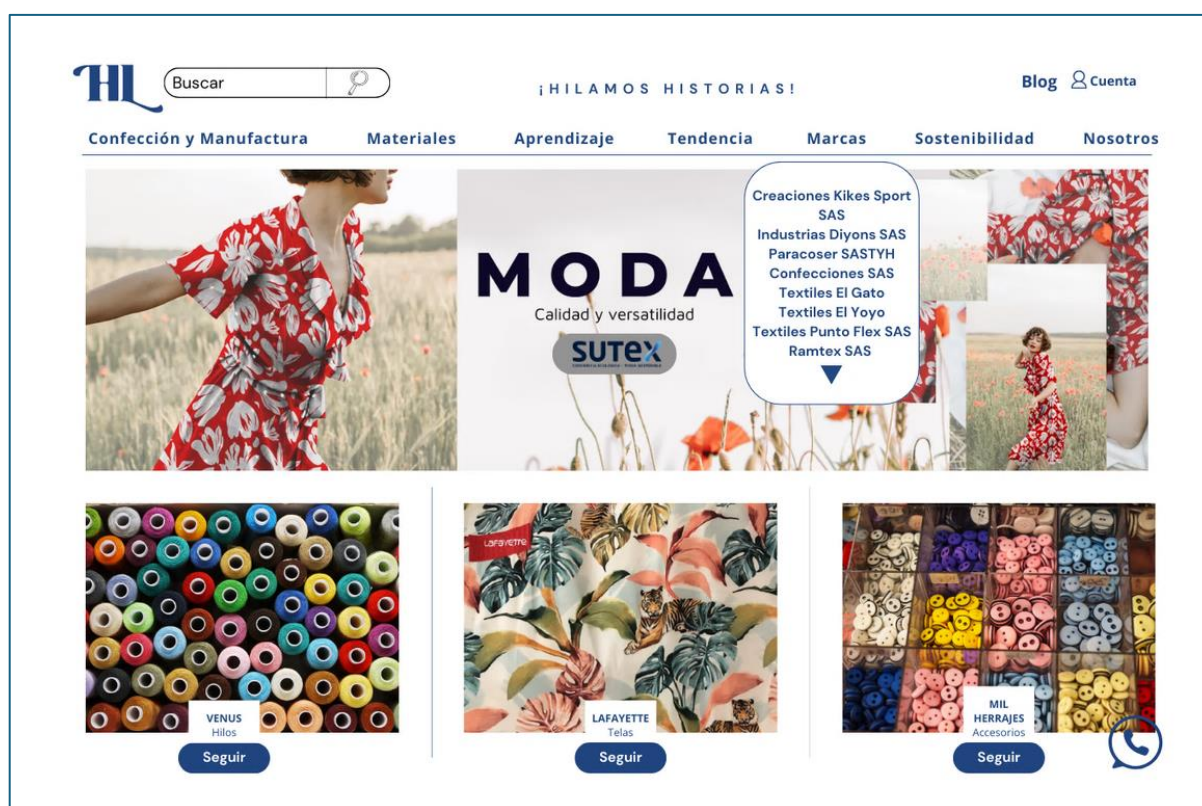 HL
Buscar
¡HILAMOS HISTORIAS!
Blog
Cuenta
Confección y Manufactura
Materiales
Aprendizaje
Tendencia
Marcas
Sostenibilidad
Nosotros
Creaciones Kikes Sport
SAS
Industrias Diyons SAS
Paracoser SASTYH
Confecciones SAS
Textiles El Gato
Textiles El Yoyo
Textiles Punto Flex SAS
Ramtex SAS
MODA
Calidad y versatilidad
SUTEX
LAFAYETTE
VENUS
Hilos
Seguir
LAFAYETTE
Telas
Seguir
MIL
HERRAJES
Accesorios
Seguir